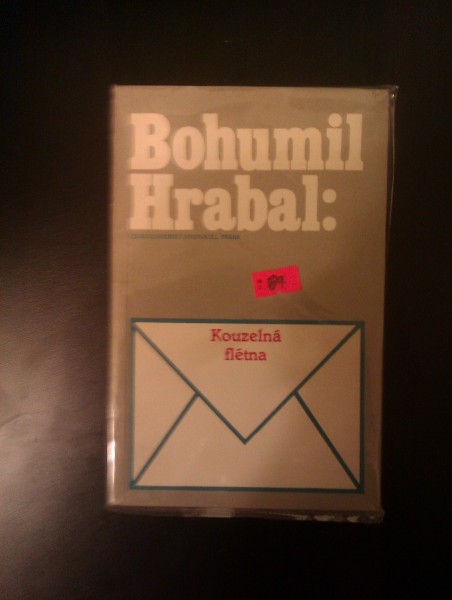 Bohumil
Hrabal:
Kouzelná
flétna